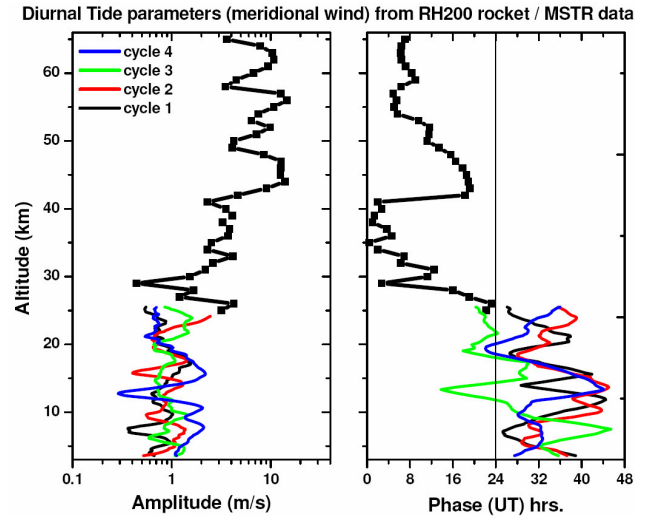 Diurnal Tide parameters (meridional wind) from RH200 rocket / MSTR data
cycle 4
cycle 3
cycle 2
cycle 1
Altitude (km)
60
50
40
30
20
10
0.1 1 10
0 8 16 24 32 40 48
Amplitude (m/s)
Phase (UT) hrs.